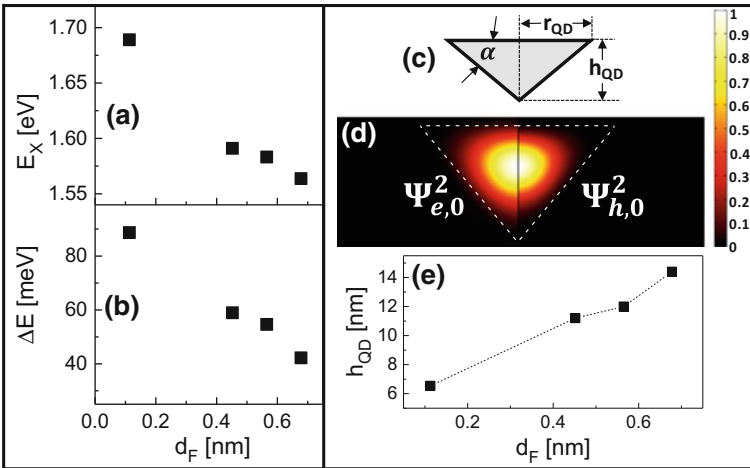 (a)
E_X [eV]
1.70
1.65
1.60
1.55
(b)
ΔE [meV]
80
60
40
0.0 0.2 0.4 0.6
d_F [nm]
(c)
r_QD
α
h_QD
(d)
Ψ²_e,0
Ψ²_h,0
1
0.9
0.8
0.7
0.6
0.5
0.4
0.3
0.2
0.1
0
(e)
h_QD [nm]
14
12
10
8
6
0.2 0.4 0.6
d_F [nm]